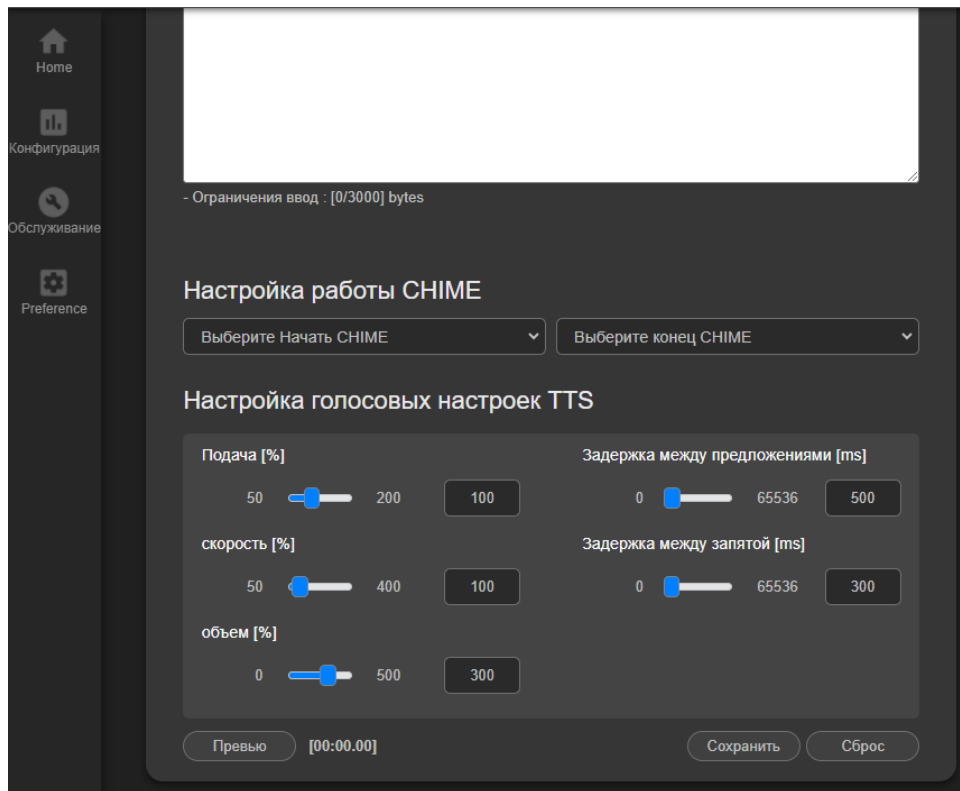 Home
Конфигурация
Обслуживание
Preference
- Ограничения ввод : [0/3000] bytes
Настройка работы CHIME
Выберите Начать CHIME
Выберите конец CHIME
Настройка голосовых настроек TTS
Подача [%]
50 200 100
Задержка между предложениями [ms]
0 65536 500
скорость [%]
50 400 100
Задержка между запятой [ms]
0 65536 300
объем [%]
0 500 300
Превью [00:00.00] Сохранить Сброс